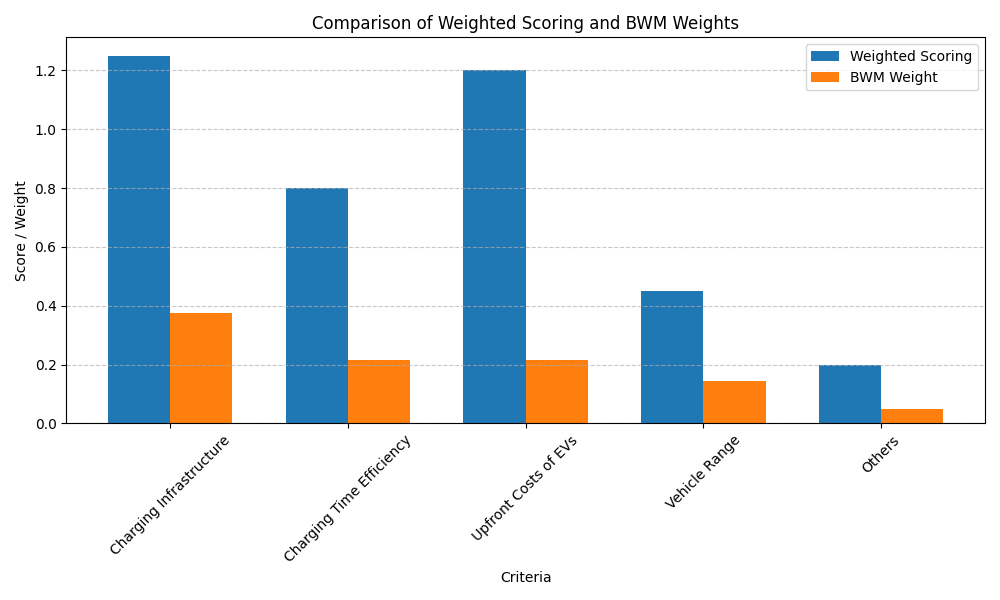 Comparison of Weighted Scoring and BWM Weights
Weighted Scoring
BWM Weight
Score / Weight
1.2
1.0
0.8
0.6
0.4
0.2
0.0
Charging Infrastructure
Charging Time Efficiency
Upfront Costs of EVs
Vehicle Range
Others
Criteria